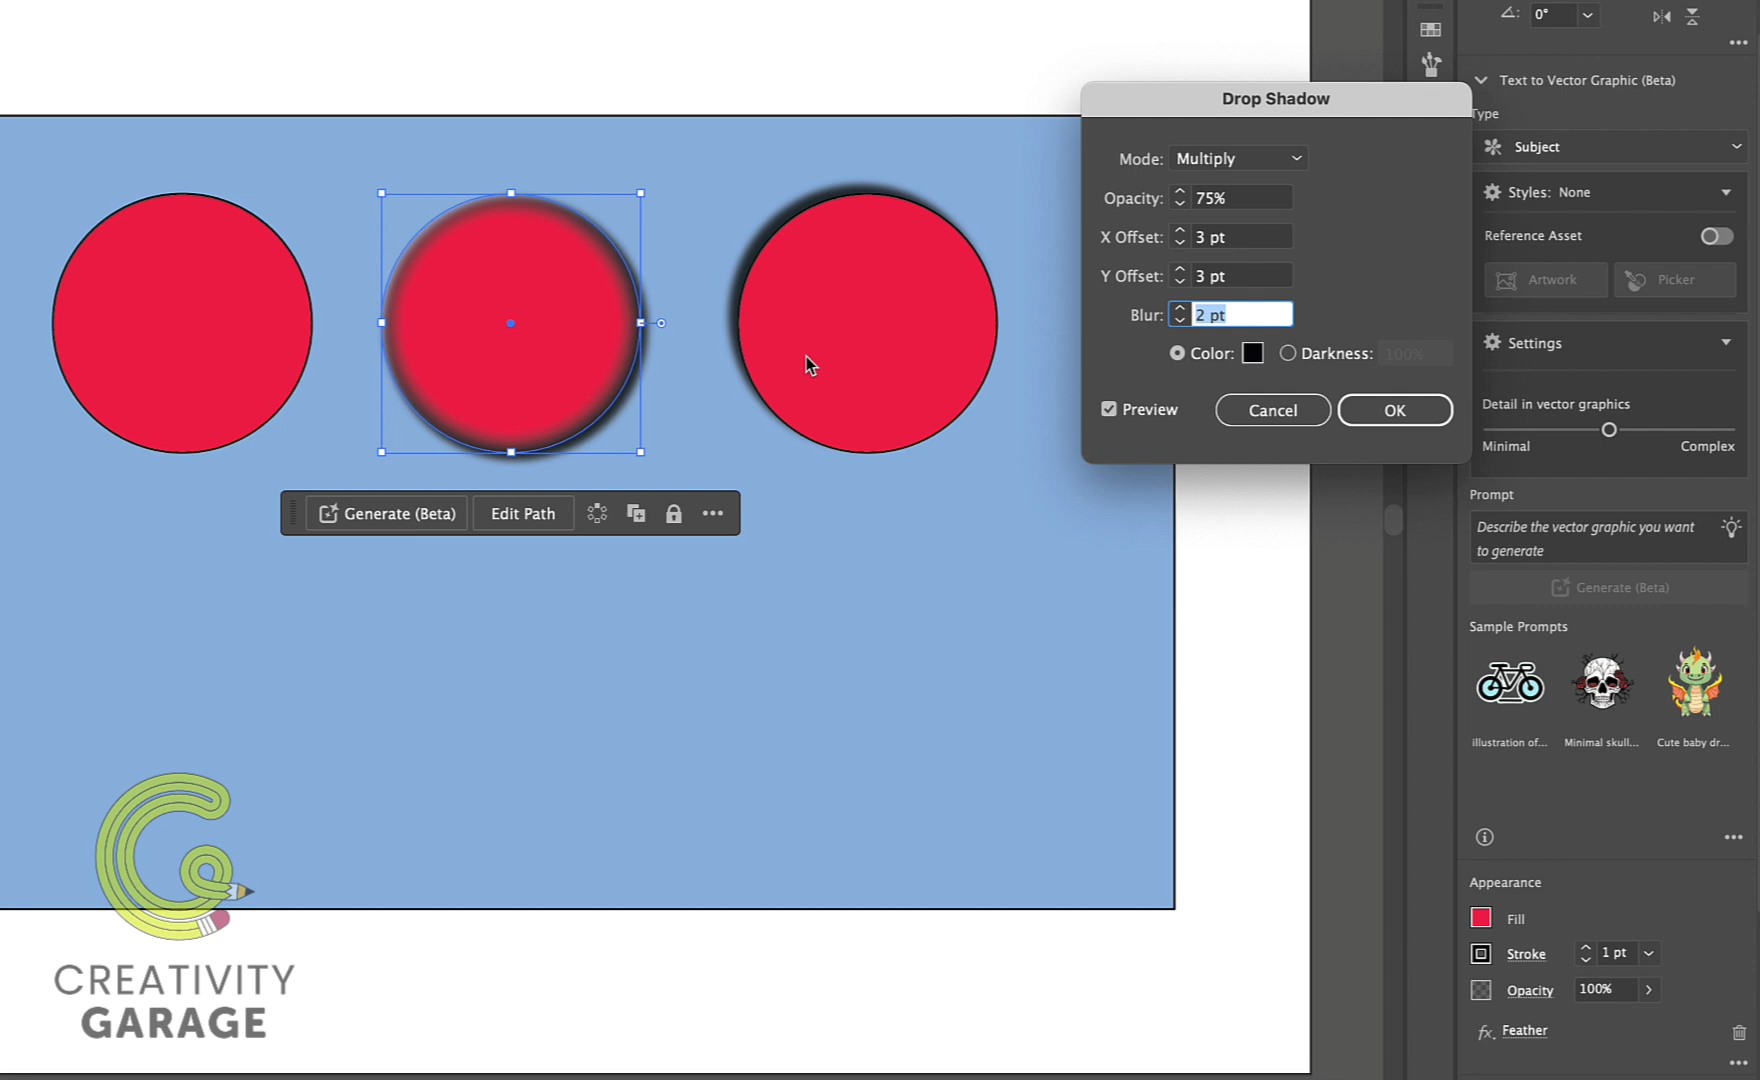 0°
Text to Vector Graphic (Beta)
Type
Subject
Styles: None
Reference Asset
Artwork
Picker
Settings
Detail in vector graphics
Minimal
Complex
Prompt
Describe the vector graphic you want
to generate
Generate (Beta)
Sample Prompts
illustration of...
Minimal skull...
Cute baby dr...
Appearance
Fill
Stroke
1 pt
Opacity
100%
fx. Feather
Drop Shadow
Mode: Multiply
Opacity: 75%
X Offset: 3 pt
Y Offset: 3 pt
Blur: 2 pt
Color:
Darkness: 100%
Preview
Cancel
OK
Generate (Beta)
Edit Path
CREATIVITY
GARAGE